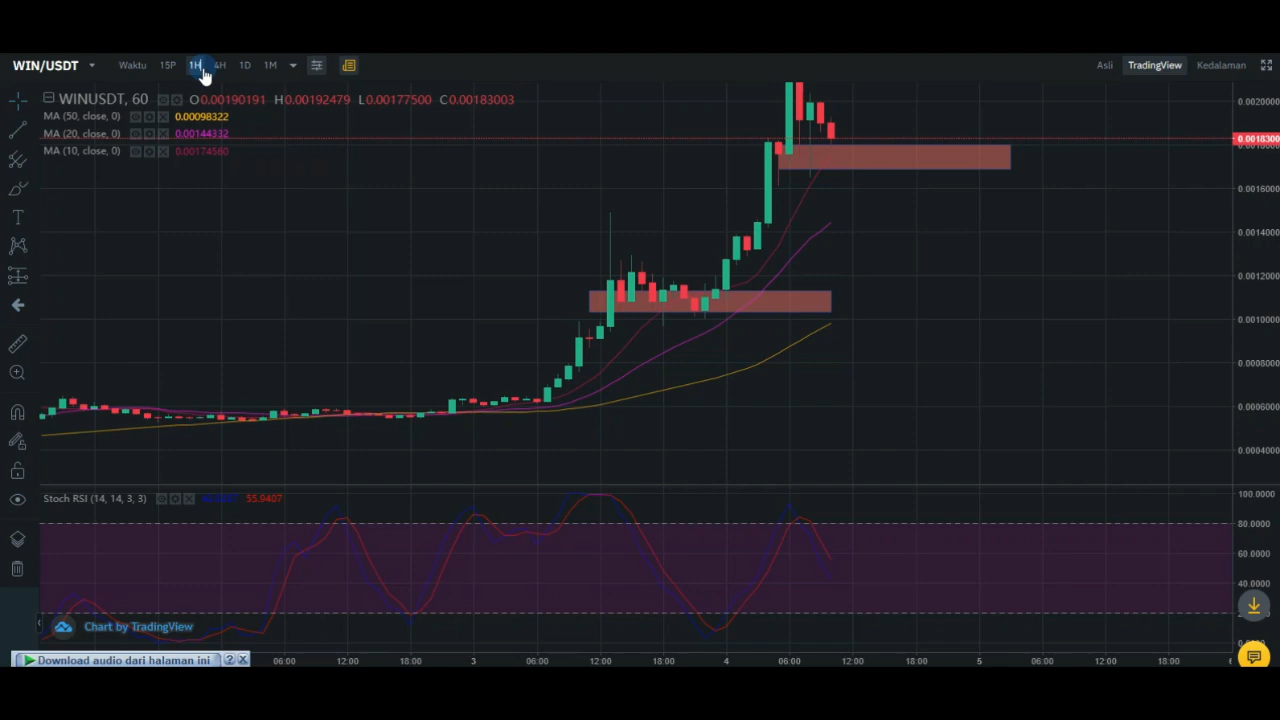 WIN/USDT Waktu 15P 1H 4H 1D 1M Asli TradingView Kedalaman
WINUSDT, 60 O0.00190191 H0.00192479 L0.00177500 C0.00183003
MA (50, close, 0) 0.00098322
MA (20, close, 0) 0.00144332
MA (10, close, 0) 0.00174560
0.0020000
0.0018300
0.0016000
0.0014000
0.0012000
0.0010000
0.0008000
0.0006000
0.0004000
Stoch RSI (14, 14, 3, 3) 55.9407
100.0000
80.0000
60.0000
40.0000
Chart by TradingView
Download audio dari halaman ini ? X
06:00 12:00 18:00 3 06:00 12:00 18:00 4 06:00 12:00 18:00 5 06:00 12:00 18:00